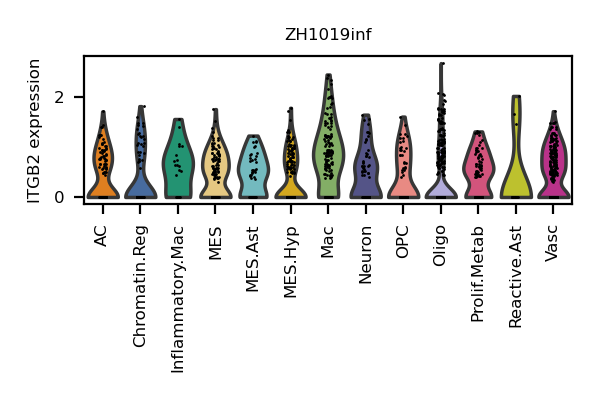 ZH1019inf
ITGB2 expression
2
0
AC
Chromatin.Reg
Inflammatory.Mac
MES
MES.Ast
MES.Hyp
Mac
Neuron
OPC
Oligo
Prolif.Metab
Reactive.Ast
Vasc